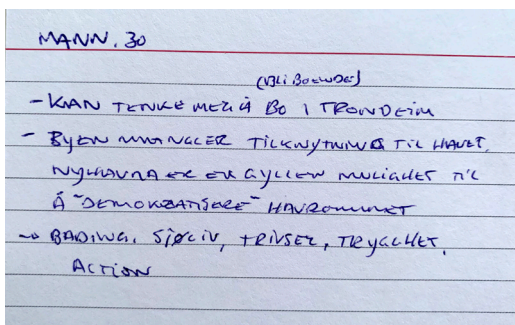 MANN, 30
(BLI BOENDE)
- KAN TENKE MEG Å BO I TRONDEIM
- BYEN MANGLER TILKNYTNING TIL HAVET,
NYHAVNA ER EN GYLLEN MULIGHET TIL
Å "DEMOKRATISERE" HAVROMMET
-> BADING, SJØLIV, TRIVSEL, TRYGGHET,
ACTION